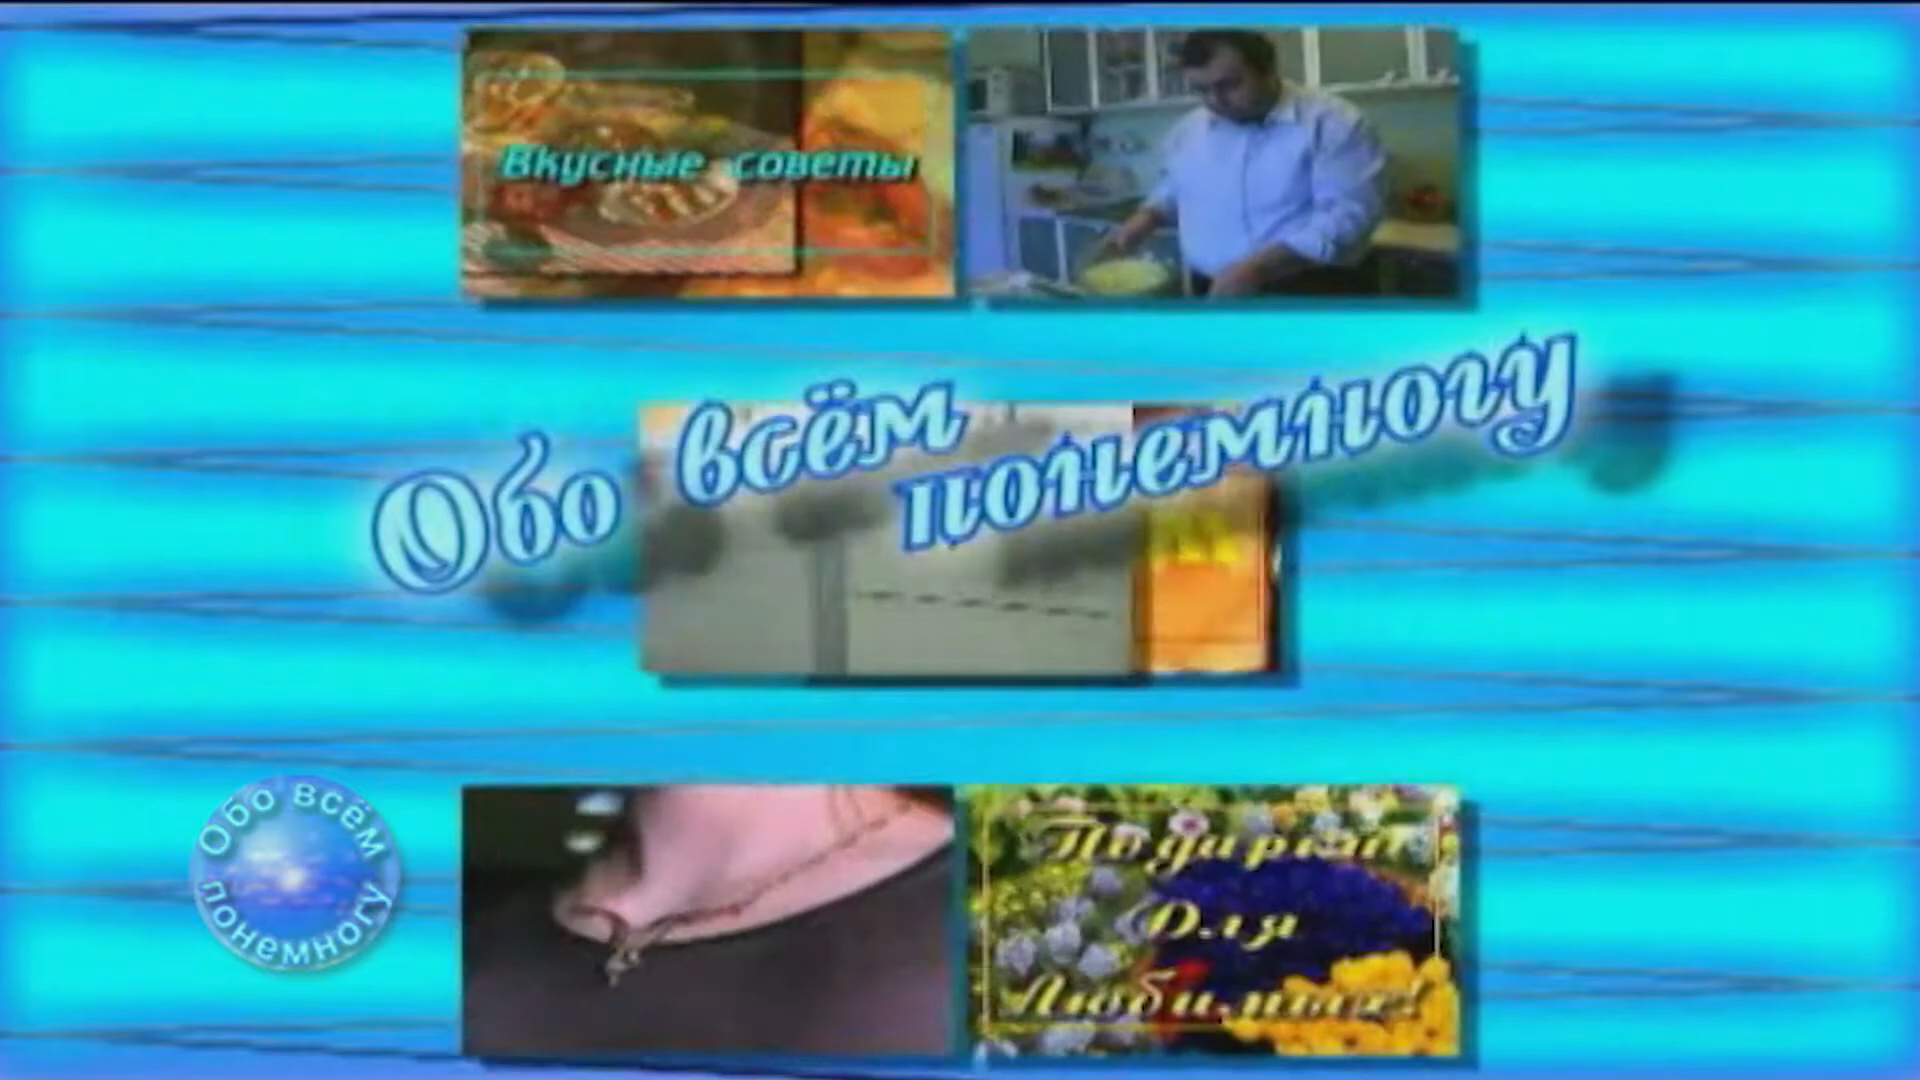 Вкусные советы
Обо всём
понемногу
Обо всём
понемногу
Подарки
Для
Любимых!